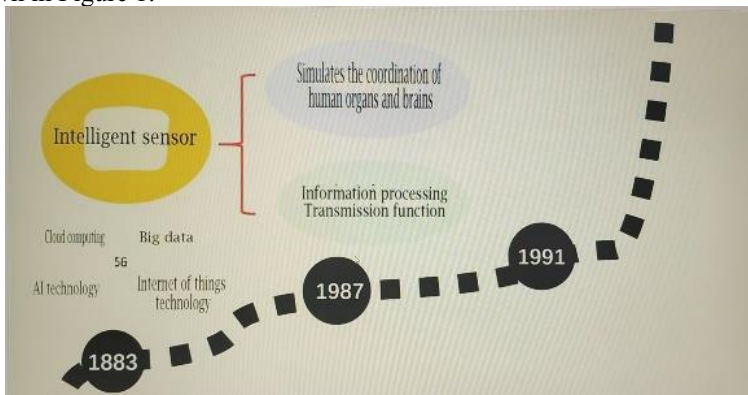 Simulates the coordination of
human organs and brains
Intelligent sensor
Information processing
Transmission function
Cloud computing
Big data
5G
AI technology
Internet of things
technology
1991
1987
1883